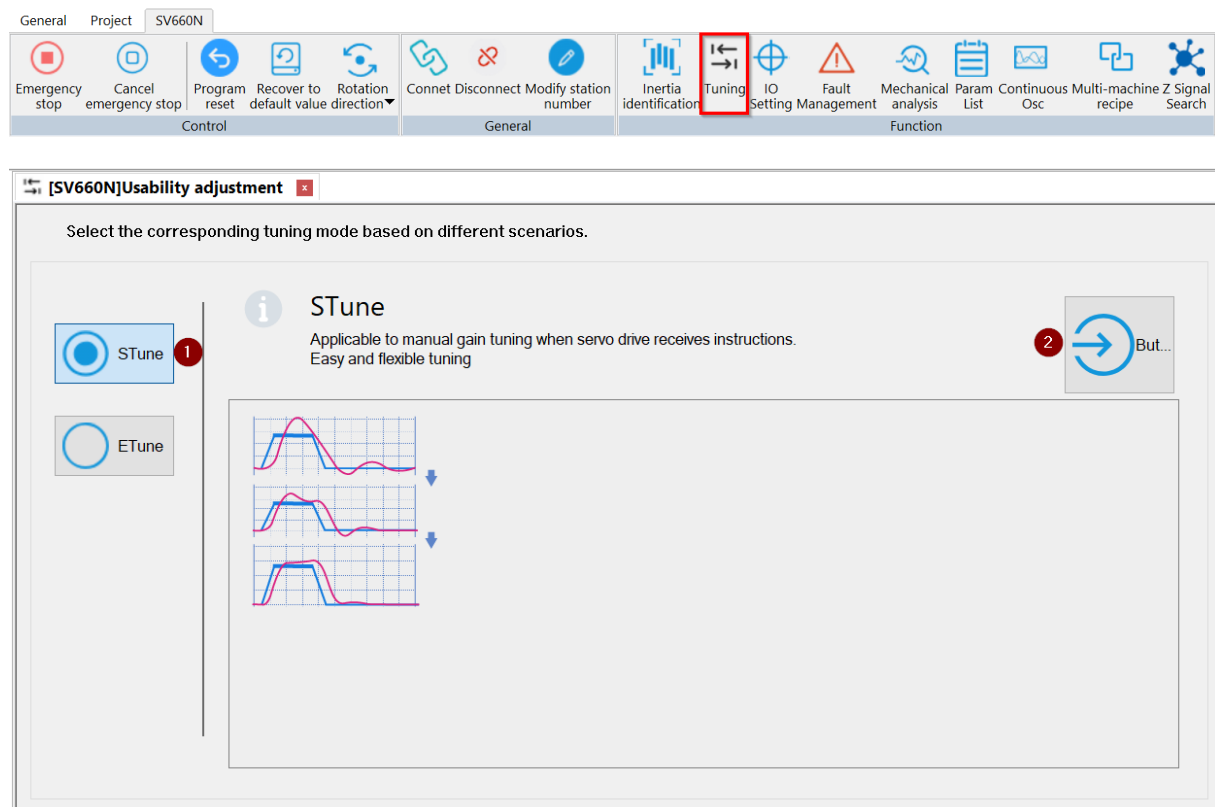 General Project SV660N
Emergency Cancel Program Recover to Rotation Connet Disconnect Modify station Inertia Tuning IO Fault Mechanical Param Continuous Multi-machine Z Signal
stop emergency stop reset default value direction number identification Setting Management analysis List Osc recipe Search
Control General Function
[SV660N]Usability adjustment x
Select the corresponding tuning mode based on different scenarios.
STune
Applicable to manual gain tuning when servo drive receives instructions.
Easy and flexible tuning
STune 1
2 But...
ETune